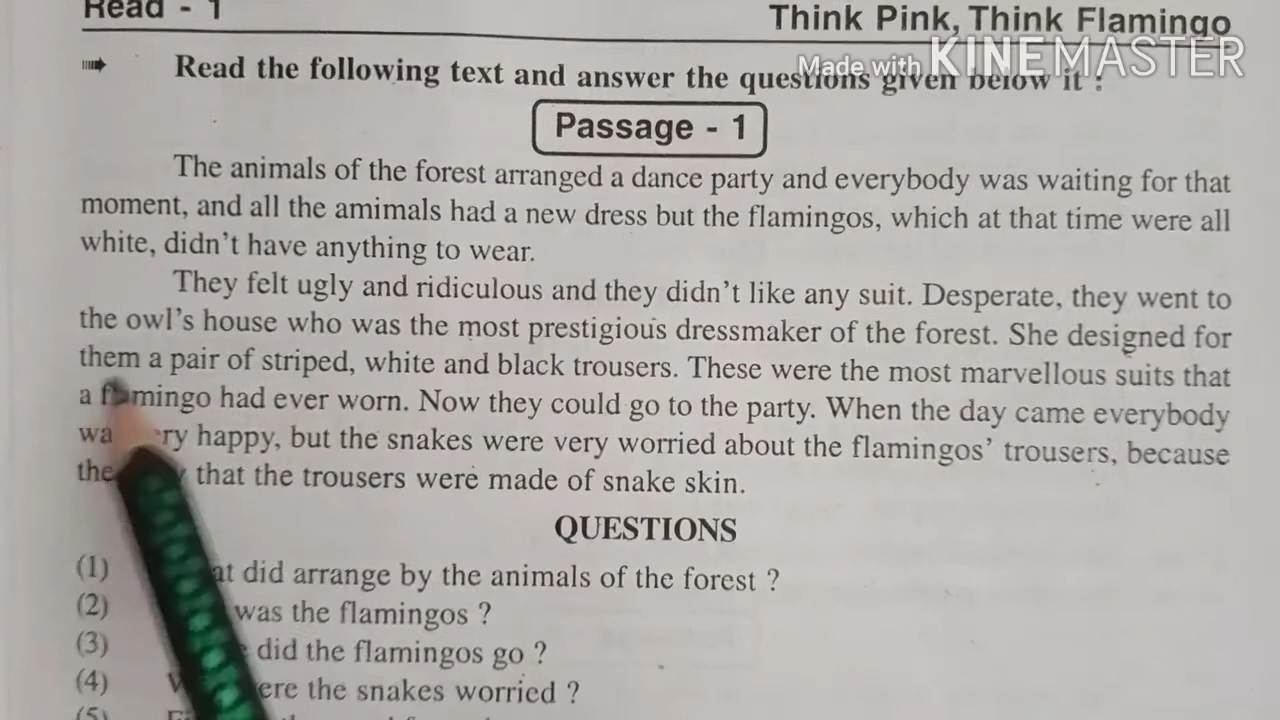 Read - 1
Think Pink, Think Flamingo
Made with KINEMASTER
Read the following text and answer the questions given below it :
Passage - 1
The animals of the forest arranged a dance party and everybody was waiting for that
moment, and all the amimals had a new dress but the flamingos, which at that time were all
white, didn't have anything to wear.
They felt ugly and ridiculous and they didn't like any suit. Desperate, they went to
the owl's house who was the most prestigious dressmaker of the forest. She designed for
them a pair of striped, white and black trousers. These were the most marvellous suits that
a flamingo had ever worn. Now they could go to the party. When the day came everybody
happy, but the snakes were very worried about the flamingos' trousers, because
that the trousers were made of snake skin.
QUESTIONS
(1) did arrange by the animals of the forest ?
(2) was the flamingos ?
(3) did the flamingos go ?
(4) the snakes worried ?
(5)